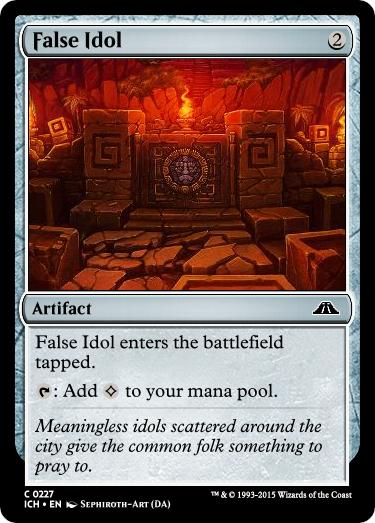 False Idol 2
Artifact
False Idol enters the battlefield
tapped.
: Add to your mana pool.
Meaningless idols scattered around the
city give the common folk something to
pray to.
C 0227
ICH • EN Sephiroth-Art (DA)
™ & © 1993-2015 Wizards of the Coast